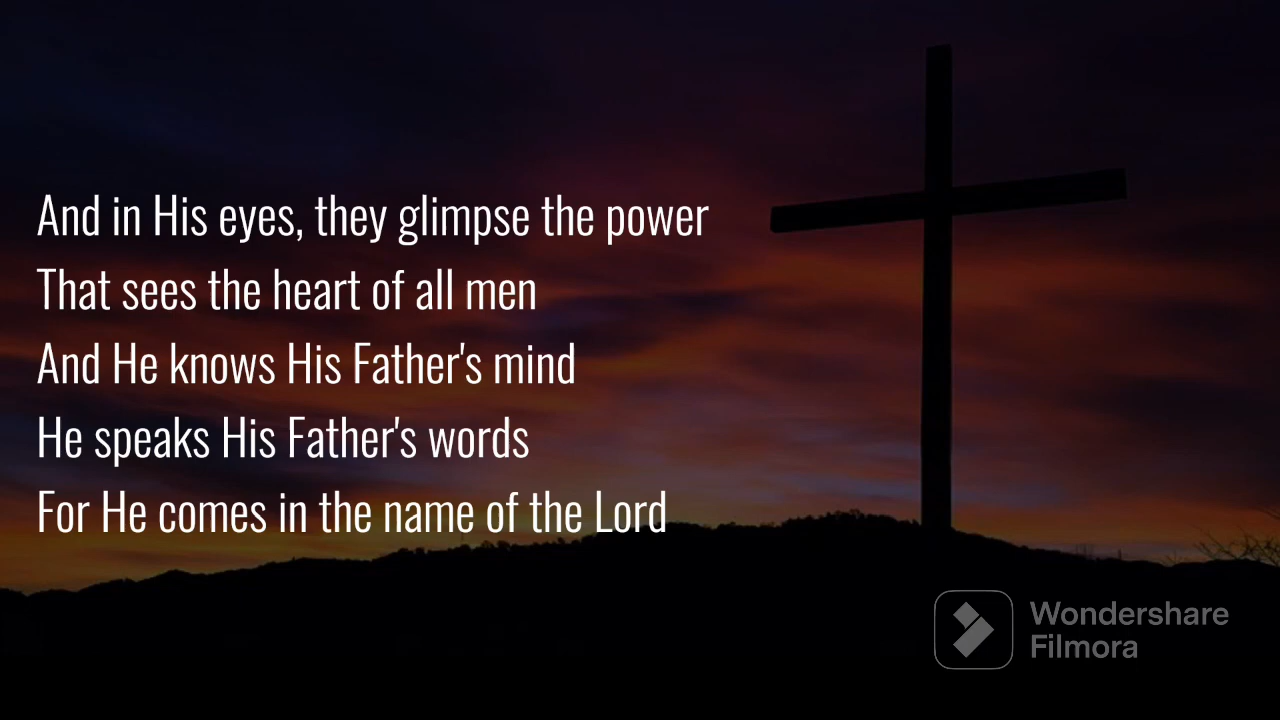 And in His eyes, they glimpse the power
That sees the heart of all men
And He knows His Father's mind
He speaks His Father's words
For He comes in the name of the Lord
Wondershare
Filmora